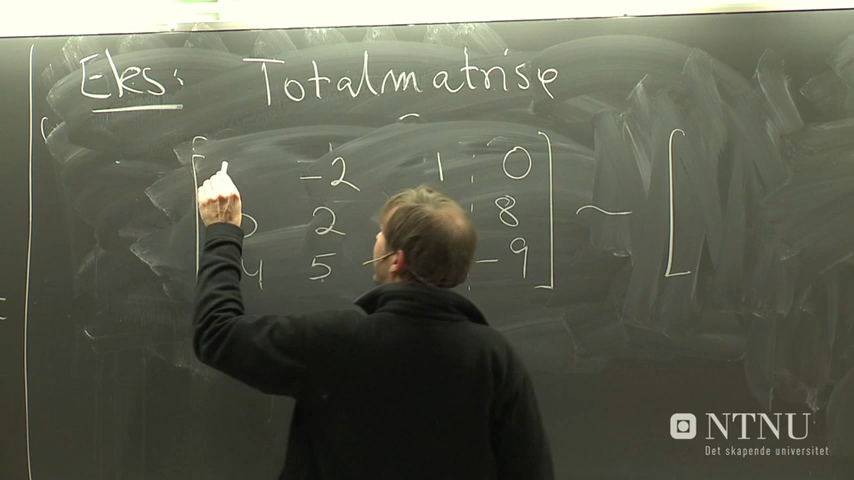 Eks: Totalmatrise
-2 1 0
2 8 ~
4 5 -9
NTNU
Det skapende universitet